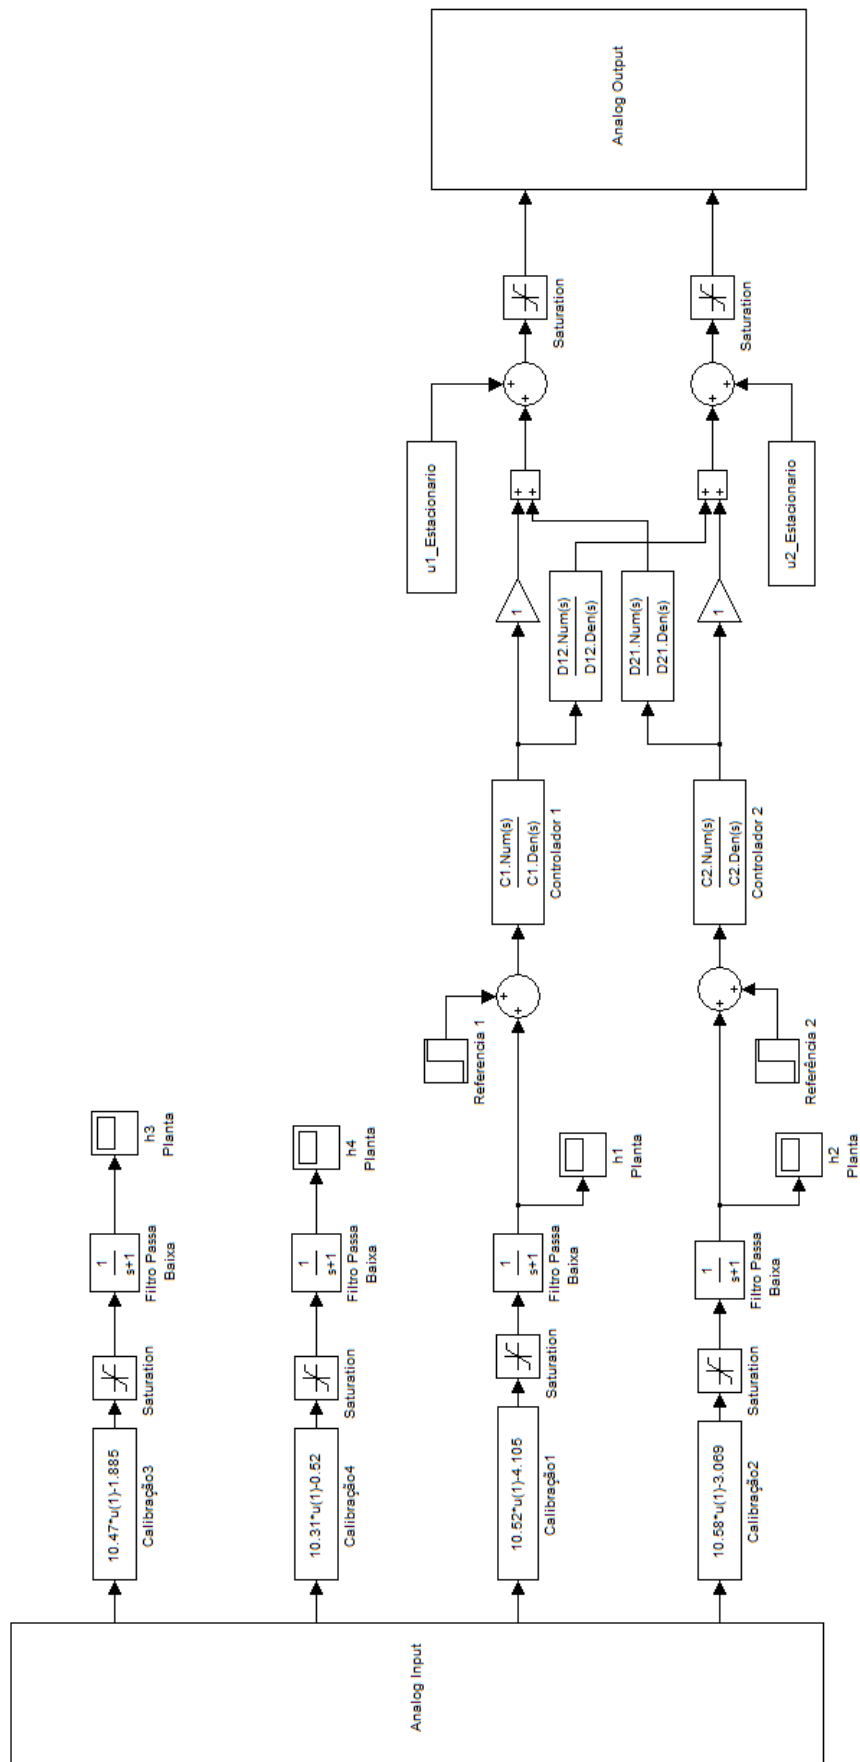 Analog Input
10.47*u(1)-1.885
Calibração3
Saturation
1
s+1
Filtro Passa
Baixa
h3
Planta
10.31*u(1)-0.52
Calibração4
Saturation
1
s+1
Filtro Passa
Baixa
h4
Planta
10.52*u(1)-4.105
Calibração1
Saturation
1
s+1
Filtro Passa
Baixa
h1
Planta
Referencia 1
+
+
C1.Num(s)
C1.Den(s)
Controlador 1
1
D12.Num(s)
D12.Den(s)
+
+
u1_Estacionario
+
+
Saturation
10.58*u(1)-3.069
Calibração2
Saturation
1
s+1
Filtro Passa
Baixa
h2
Planta
Referência 2
+
+
C2.Num(s)
C2.Den(s)
Controlador 2
D21.Num(s)
D21.Den(s)
1
+
+
u2_Estacionario
+
+
Saturation
Analog Output